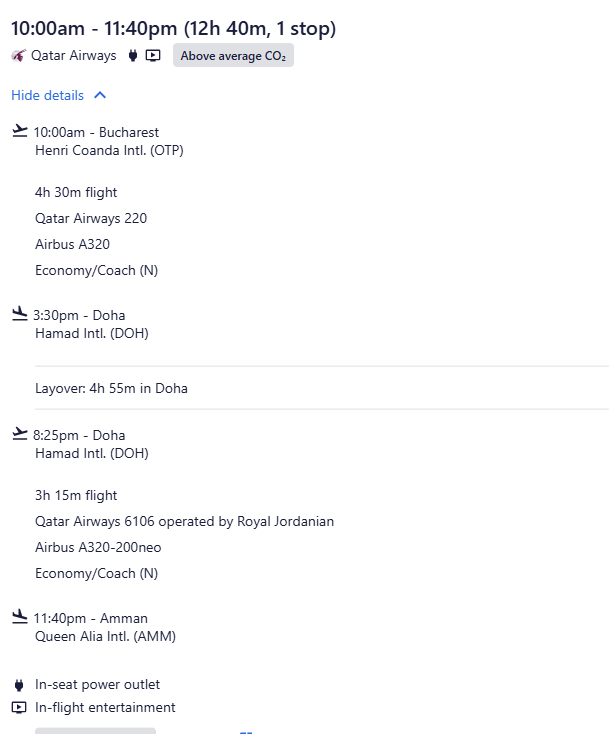 10:00am - 11:40pm (12h 40m, 1 stop)
Qatar Airways Above average CO₂
Hide details
10:00am - Bucharest
Henri Coanda Intl. (OTP)
4h 30m flight
Qatar Airways 220
Airbus A320
Economy/Coach (N)
3:30pm - Doha
Hamad Intl. (DOH)
Layover: 4h 55m in Doha
8:25pm - Doha
Hamad Intl. (DOH)
3h 15m flight
Qatar Airways 6106 operated by Royal Jordanian
Airbus A320-200neo
Economy/Coach (N)
11:40pm - Amman
Queen Alia Intl. (AMM)
In-seat power outlet
In-flight entertainment